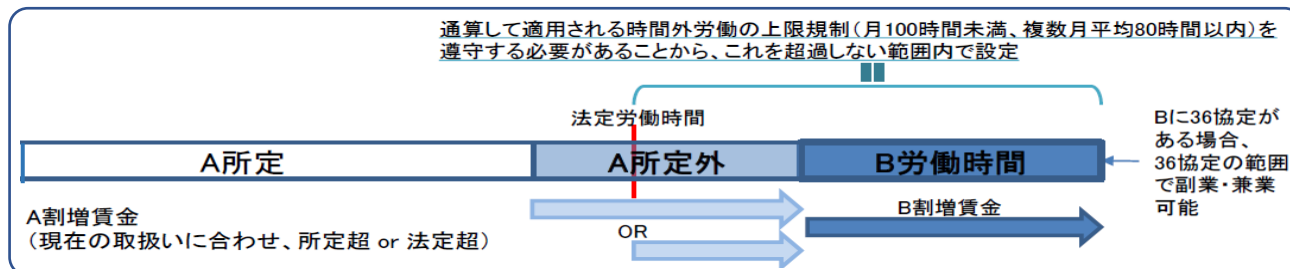 通算して適用される時間外労働の上限規制(月100時間未満、複数月平均80時間以内)を
遵守する必要があることから、これを超過しない範囲内で設定
法定労働時間
A所定
A所定外
B労働時間
Bに36協定が
ある場合、
36協定の範囲
で副業・兼業
可能
A割増賃金
(現在の取扱いに合わせ、所定超 or 法定超)
OR
B割増賃金